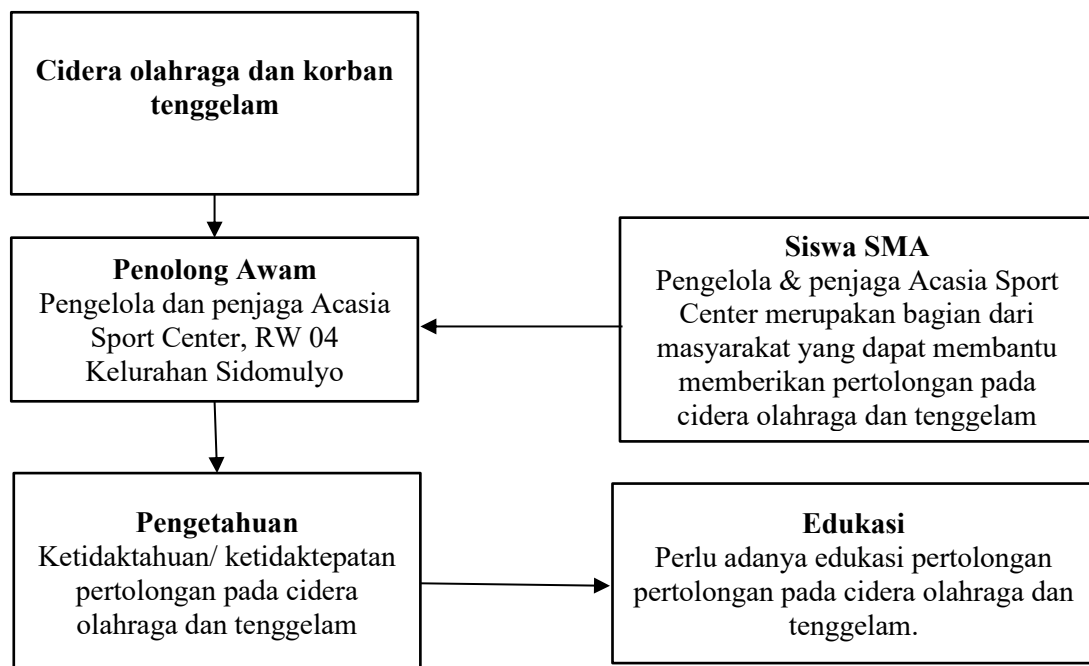 Cidera olahraga dan korban
tenggelam
Penolong Awam
Pengelola dan penjaga Acasia
Sport Center, RW 04
Kelurahan Sidomulyo
Siswa SMA
Pengelola & penjaga Acasia Sport
Center merupakan bagian dari
masyarakat yang dapat membantu
memberikan pertolongan pada
cidera olahraga dan tenggelam
Pengetahuan
Ketidaktahuan/ ketidaktepatan
pertolongan pada cidera
olahraga dan tenggelam
Edukasi
Perlu adanya edukasi pertolongan
pertolongan pada cidera olahraga dan
tenggelam.